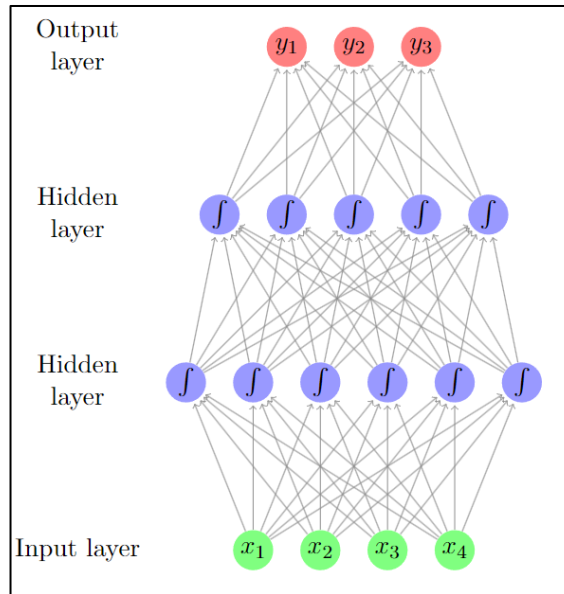 Output
layer
y1 y2 y3
Hidden
layer
∫ ∫ ∫ ∫ ∫
Hidden
layer
∫ ∫ ∫ ∫ ∫ ∫
Input layer
x1 x2 x3 x4